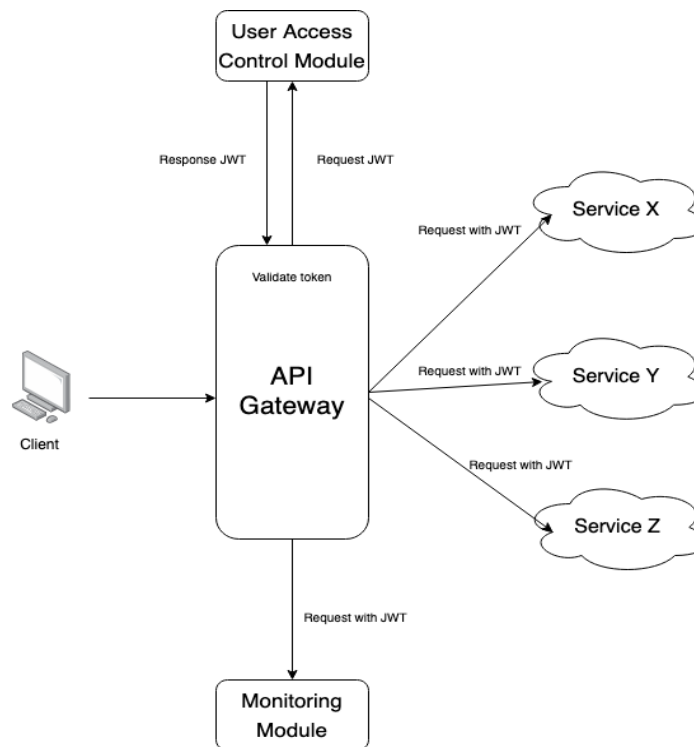 User Access
Control Module
Response JWT
Request JWT
Service X
Request with JWT
Validate token
API
Gateway
Request with JWT
Service Y
Client
Request with JWT
Service Z
Request with JWT
Monitoring
Module